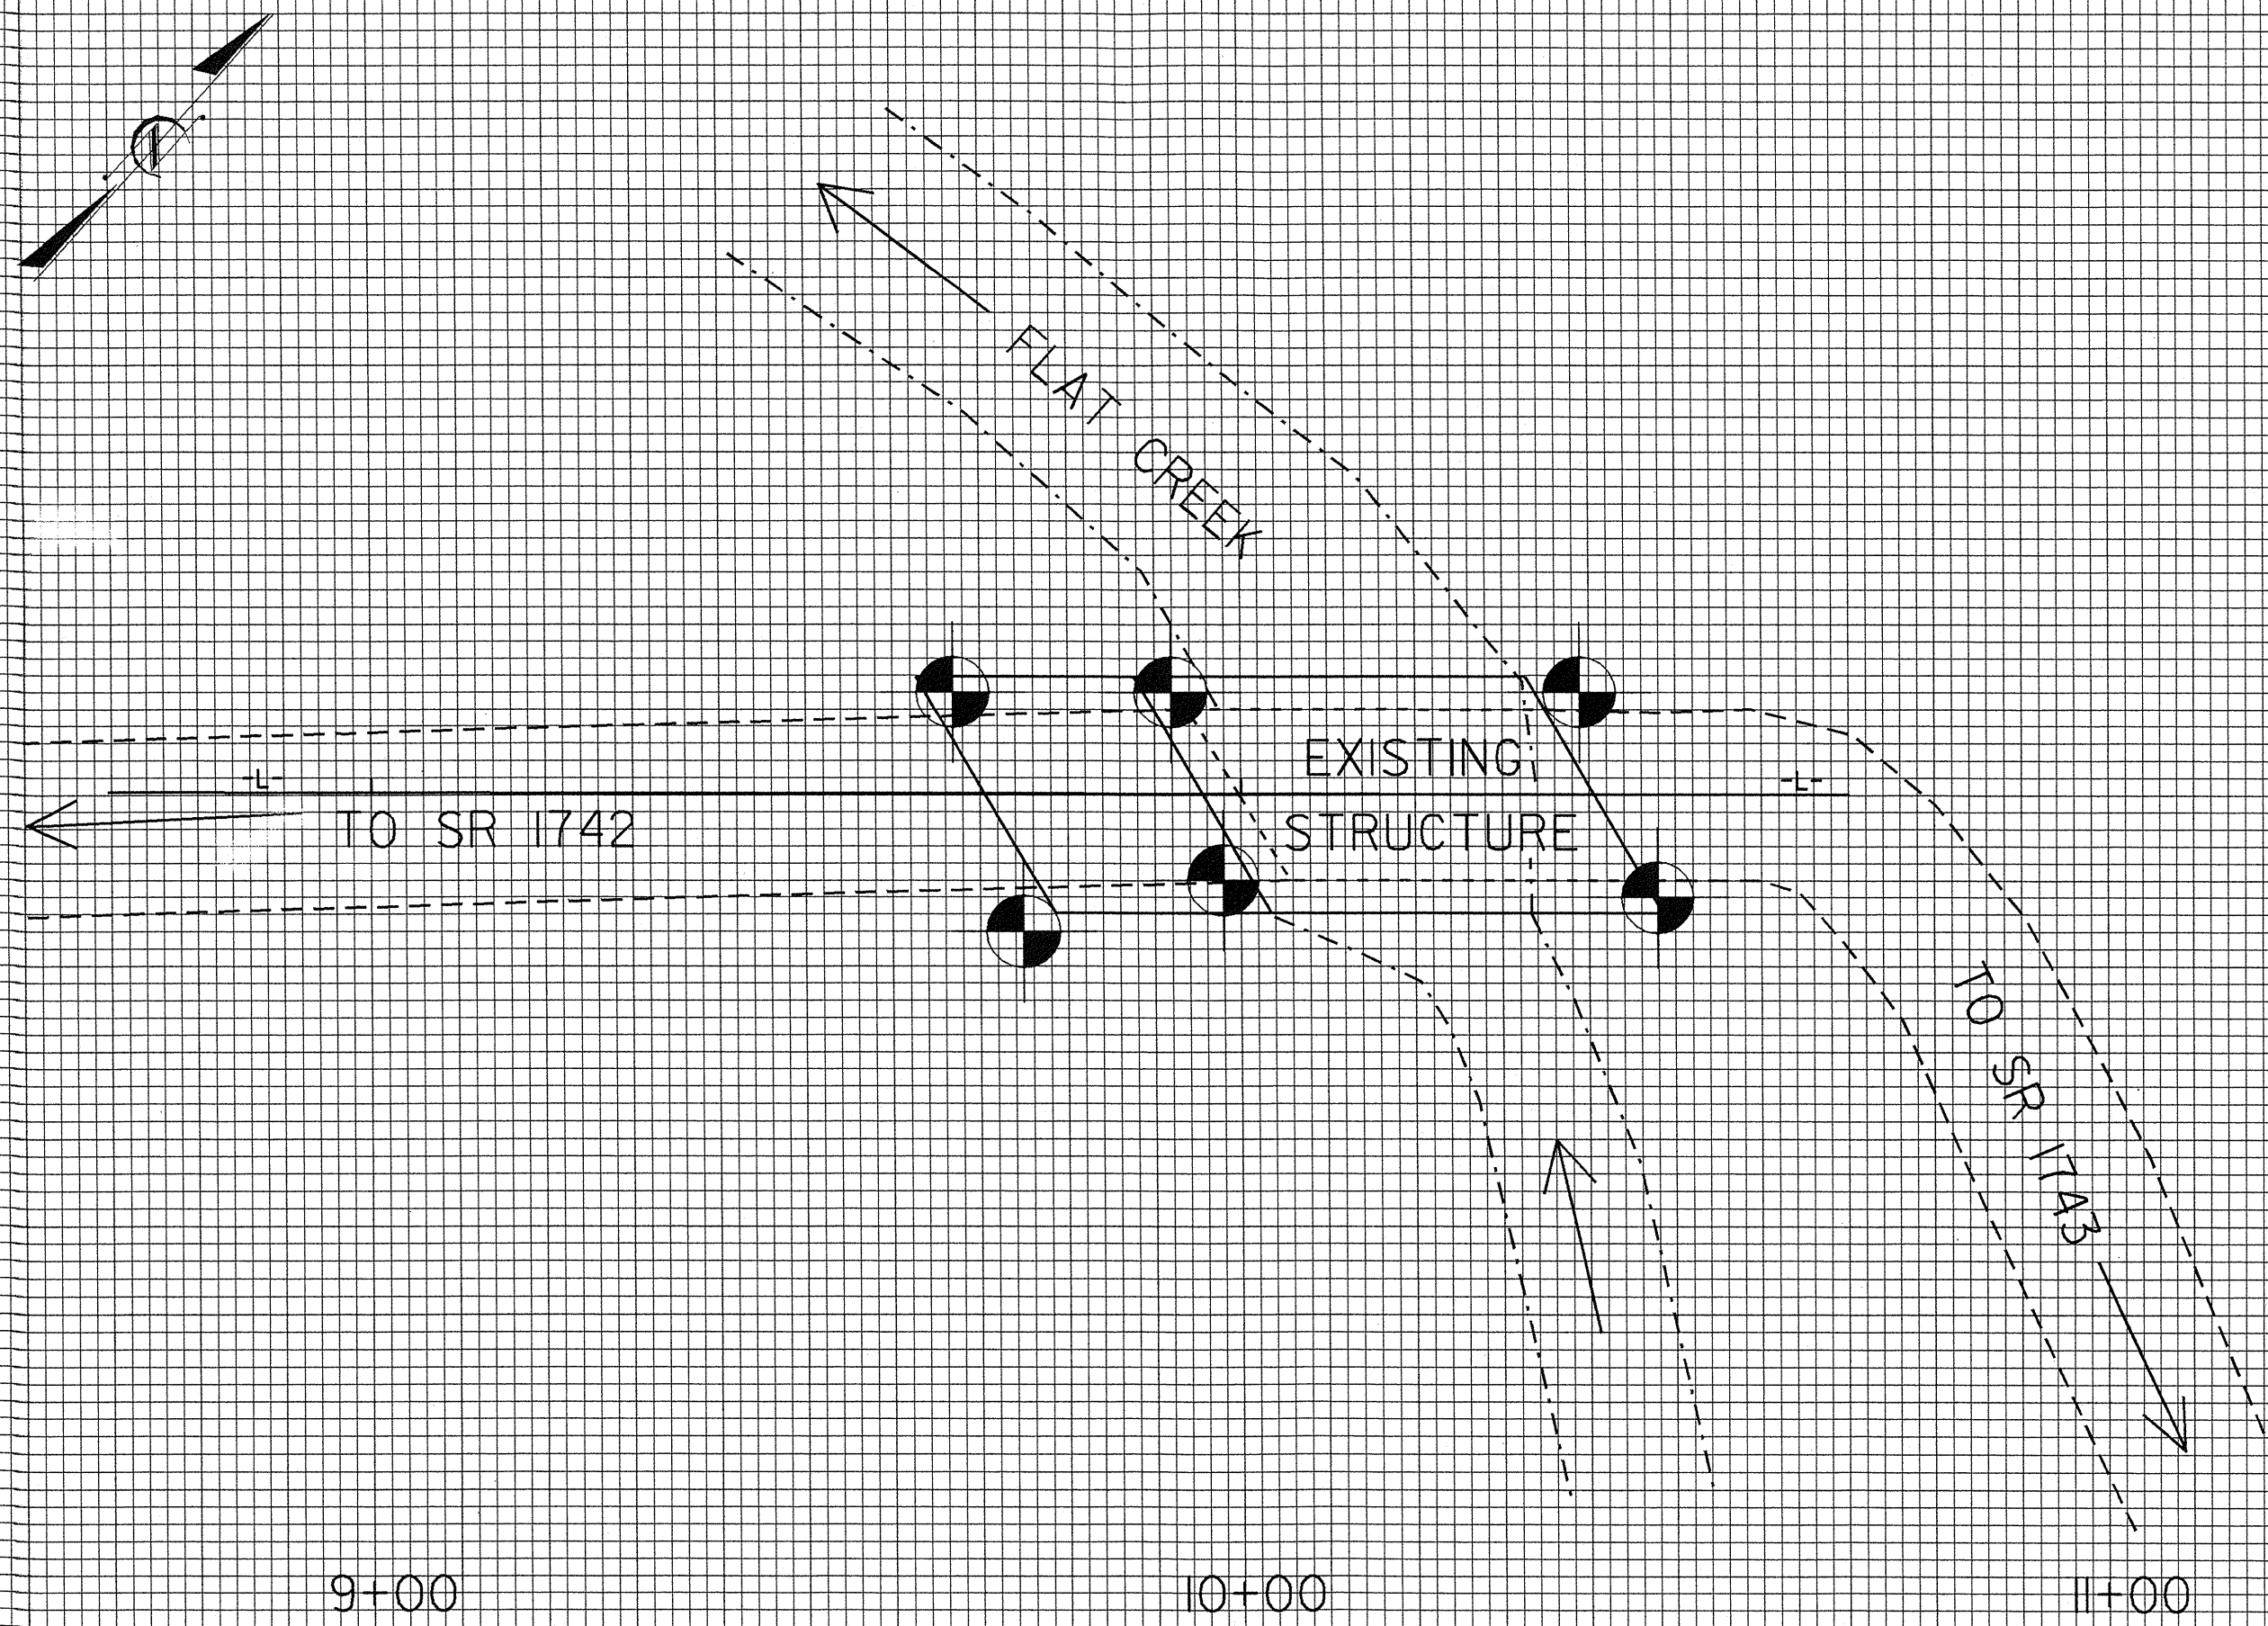 FLAT CREEK
EXISTING
-L-
-L-
TO SR 1742
STRUCTURE
TO SR 1743
9+00
10+00
11+00